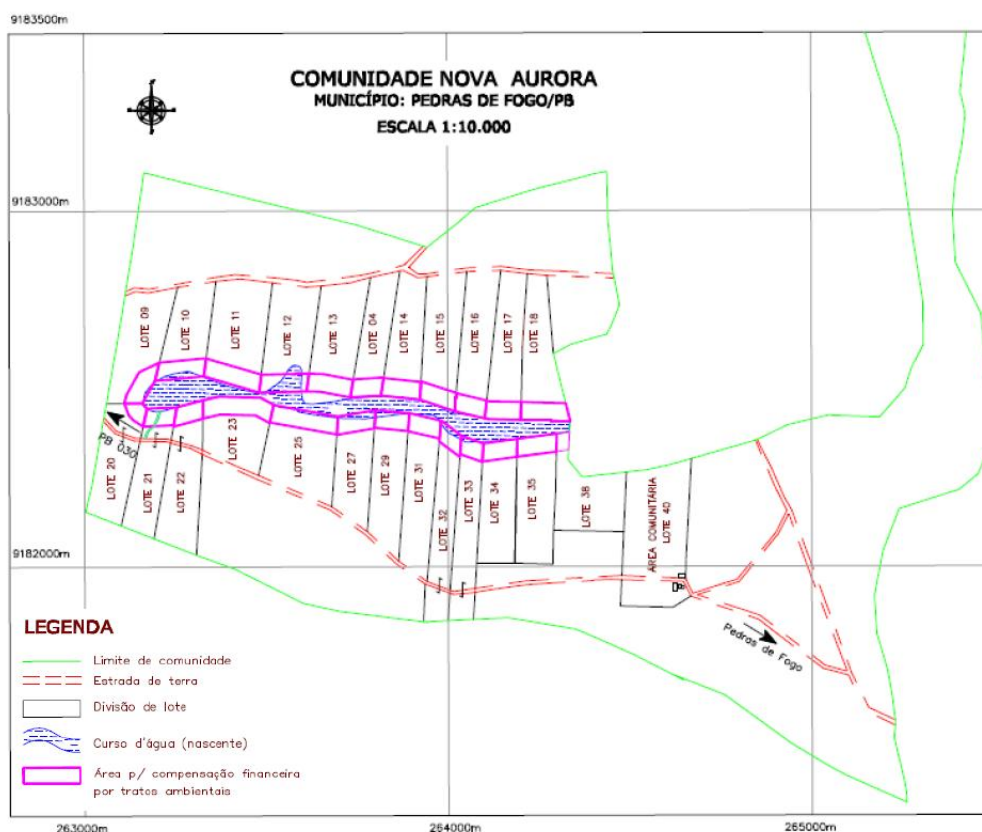 9183500m
COMUNIDADE NOVA AURORA
MUNICÍPIO: PEDRAS DE FOGO/PB
ESCALA 1:10.000
9183000m
LOTE 09
LOTE 10
LOTE 11
LOTE 12
LOTE 13
LOTE 04
LOTE 14
LOTE 15
LOTE 16
LOTE 17
LOTE 18
PB 030
LOTE 20
LOTE 21
LOTE 22
LOTE 23
LOTE 25
LOTE 27
LOTE 29
LOTE 31
LOTE 32
LOTE 33
LOTE 34
LOTE 35
LOTE 38
ÁREA COMUNITÁRIA
LOTE 40
9182000m
Pedras de Fogo
LEGENDA
Limite de comunidade
Estrada de terra
Divisão de lote
Curso d'água (nascente)
Área p/ compensação financeira
por tratos ambientais
263000m
264000m
265000m